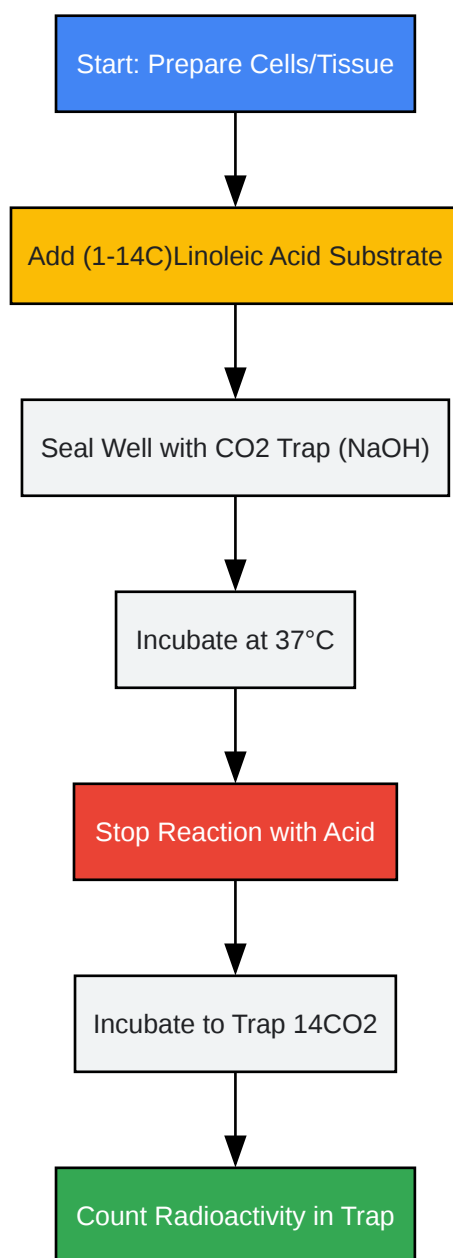 Start: Prepare Cells/Tissue
Add (1-14C)Linoleic Acid Substrate
Seal Well with CO2 Trap (NaOH)
Incubate at 37°C
Stop Reaction with Acid
Incubate to Trap 14CO2
Count Radioactivity in Trap